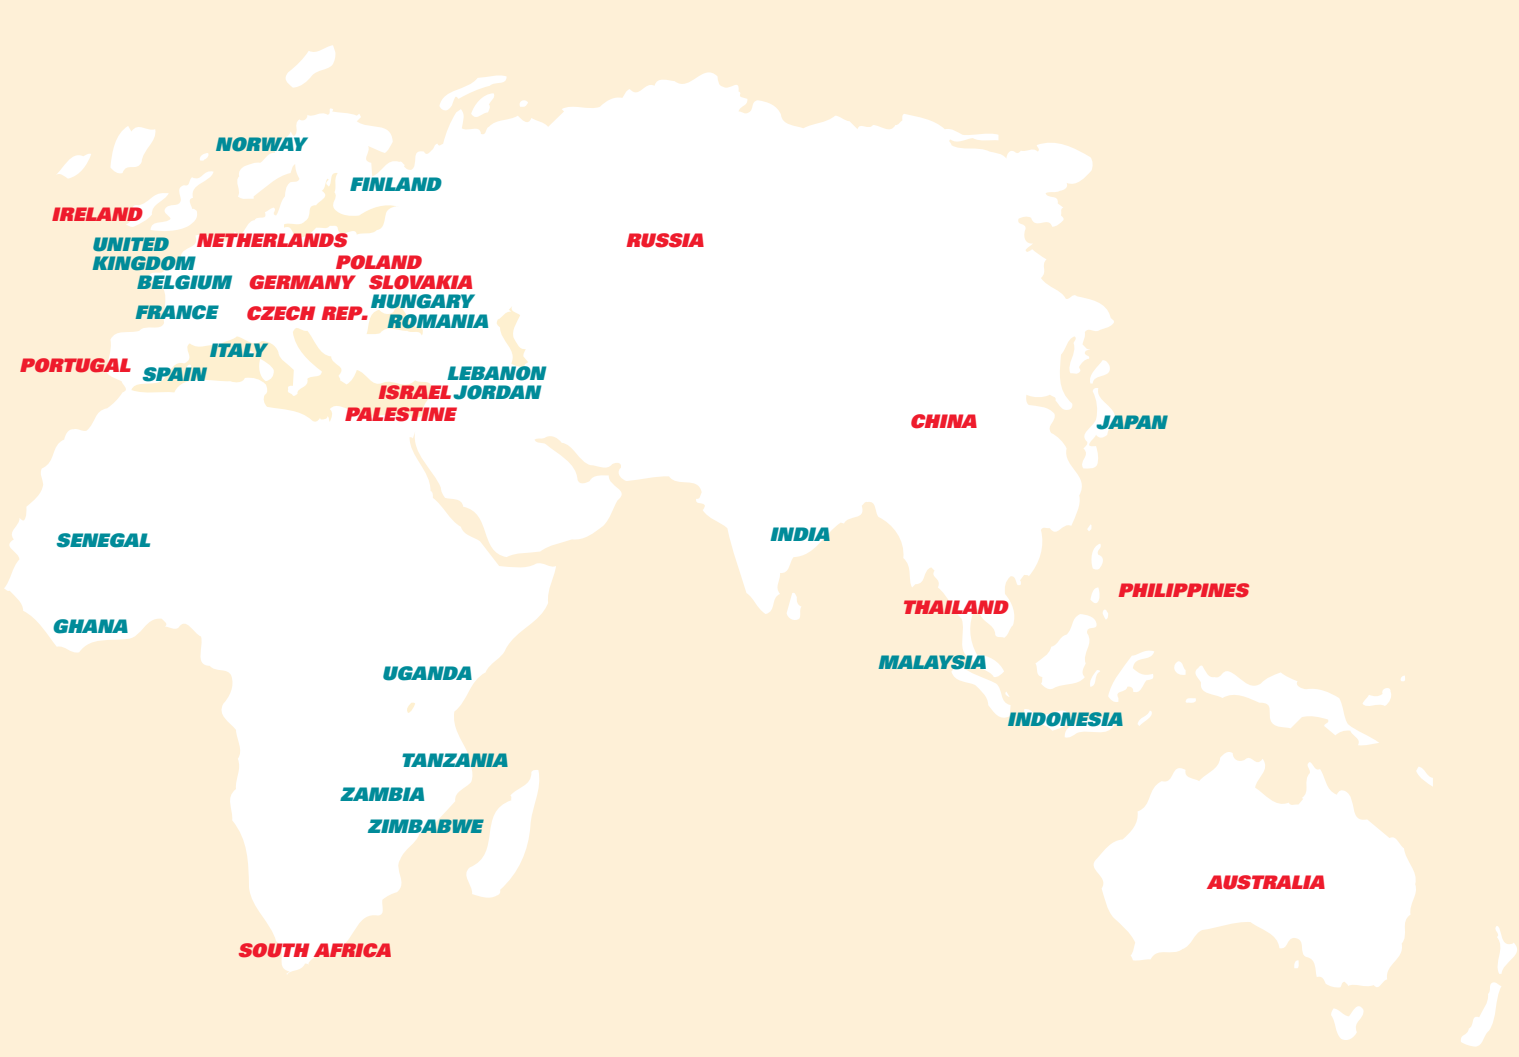 NORWAY
FINLAND
IRELAND
UNITED
KINGDOM
NETHERLANDS
RUSSIA
POLAND
BELGIUM
GERMANY
SLOVAKIA
HUNGARY
FRANCE
CZECH REP.
ROMANIA
ITALY
PORTUGAL
SPAIN
LEBANON
ISRAEL
JORDAN
PALESTINE
CHINA
JAPAN
SENEGAL
INDIA
PHILIPPINES
THAILAND
GHANA
MALAYSIA
UGANDA
INDONESIA
TANZANIA
ZAMBIA
ZIMBABWE
AUSTRALIA
SOUTH AFRICA